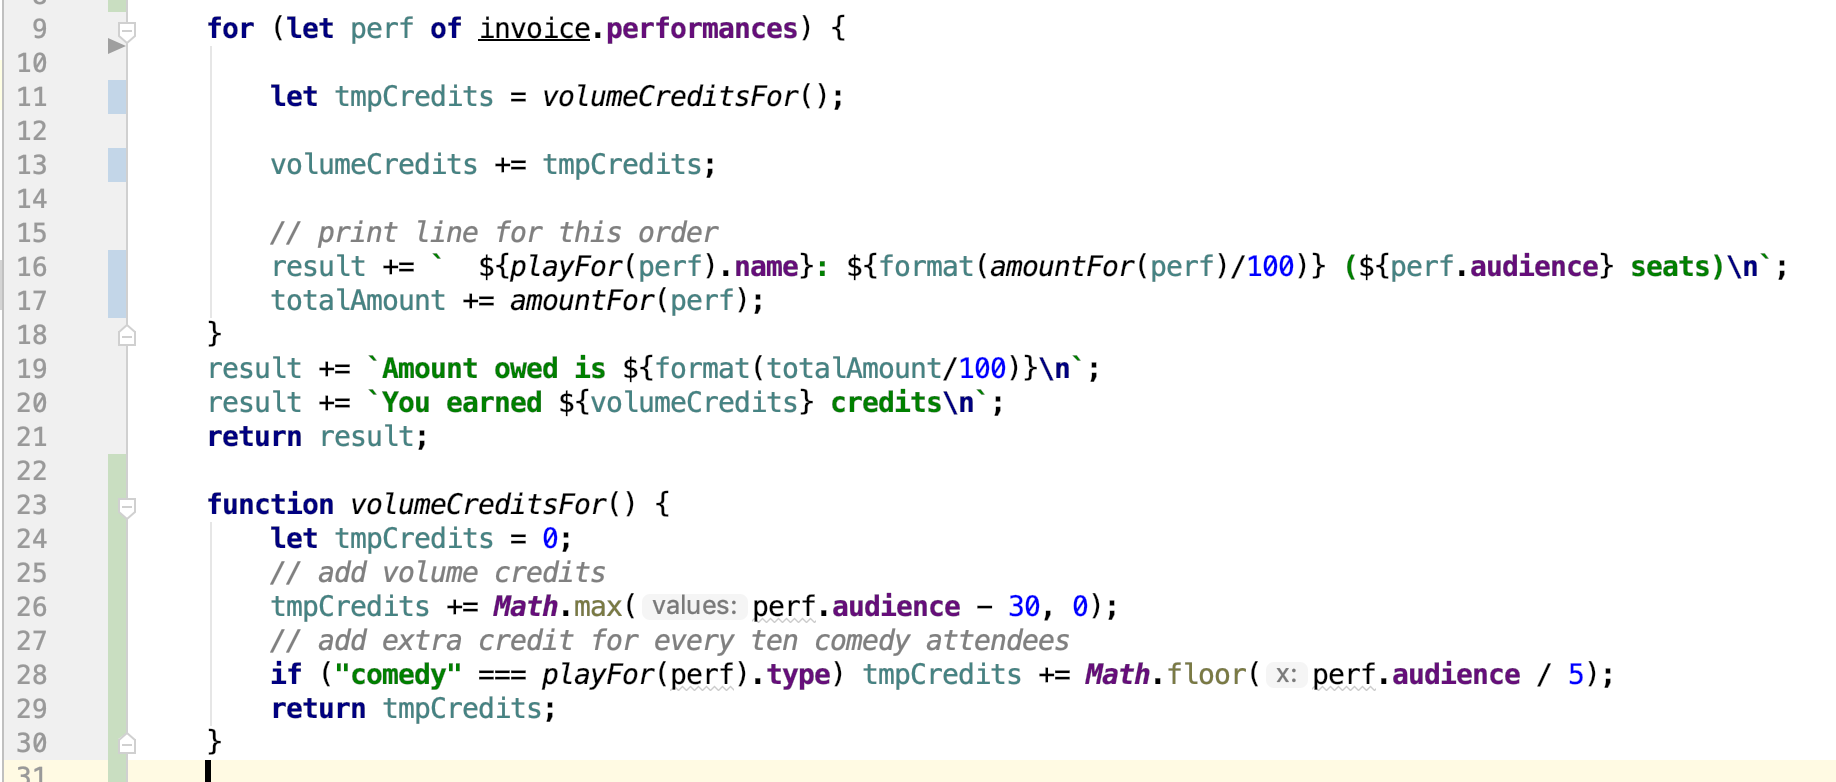 9 for (let perf of invoice.performances) {
10
11 let tmpCredits = volumeCreditsFor();
12
13 volumeCredits += tmpCredits;
14
15 // print line for this order
16 result += `  ${playFor(perf).name}: ${format(amountFor(perf)/100)} (${perf.audience} seats)\n`;
17 totalAmount += amountFor(perf);
18 }
19 result += `Amount owed is ${format(totalAmount/100)}\n`;
20 result += `You earned ${volumeCredits} credits\n`;
21 return result;
22
23 function volumeCreditsFor() {
24 let tmpCredits = 0;
25 // add volume credits
26 tmpCredits += Math.max( values: perf.audience - 30, 0);
27 // add extra credit for every ten comedy attendees
28 if ("comedy" === playFor(perf).type) tmpCredits += Math.floor( x: perf.audience / 5);
29 return tmpCredits;
30 }
31